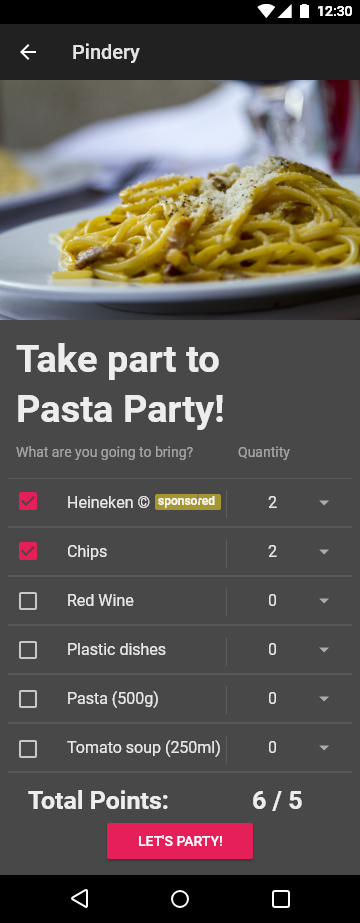 12:30
Pindery
Take part to
Pasta Party!
What are you going to bring? Quantity
Heineken © sponsored 2
Chips 2
Red Wine 0
Plastic dishes 0
Pasta (500g) 0
Tomato soup (250ml) 0
Total Points: 6 / 5
LET'S PARTY!